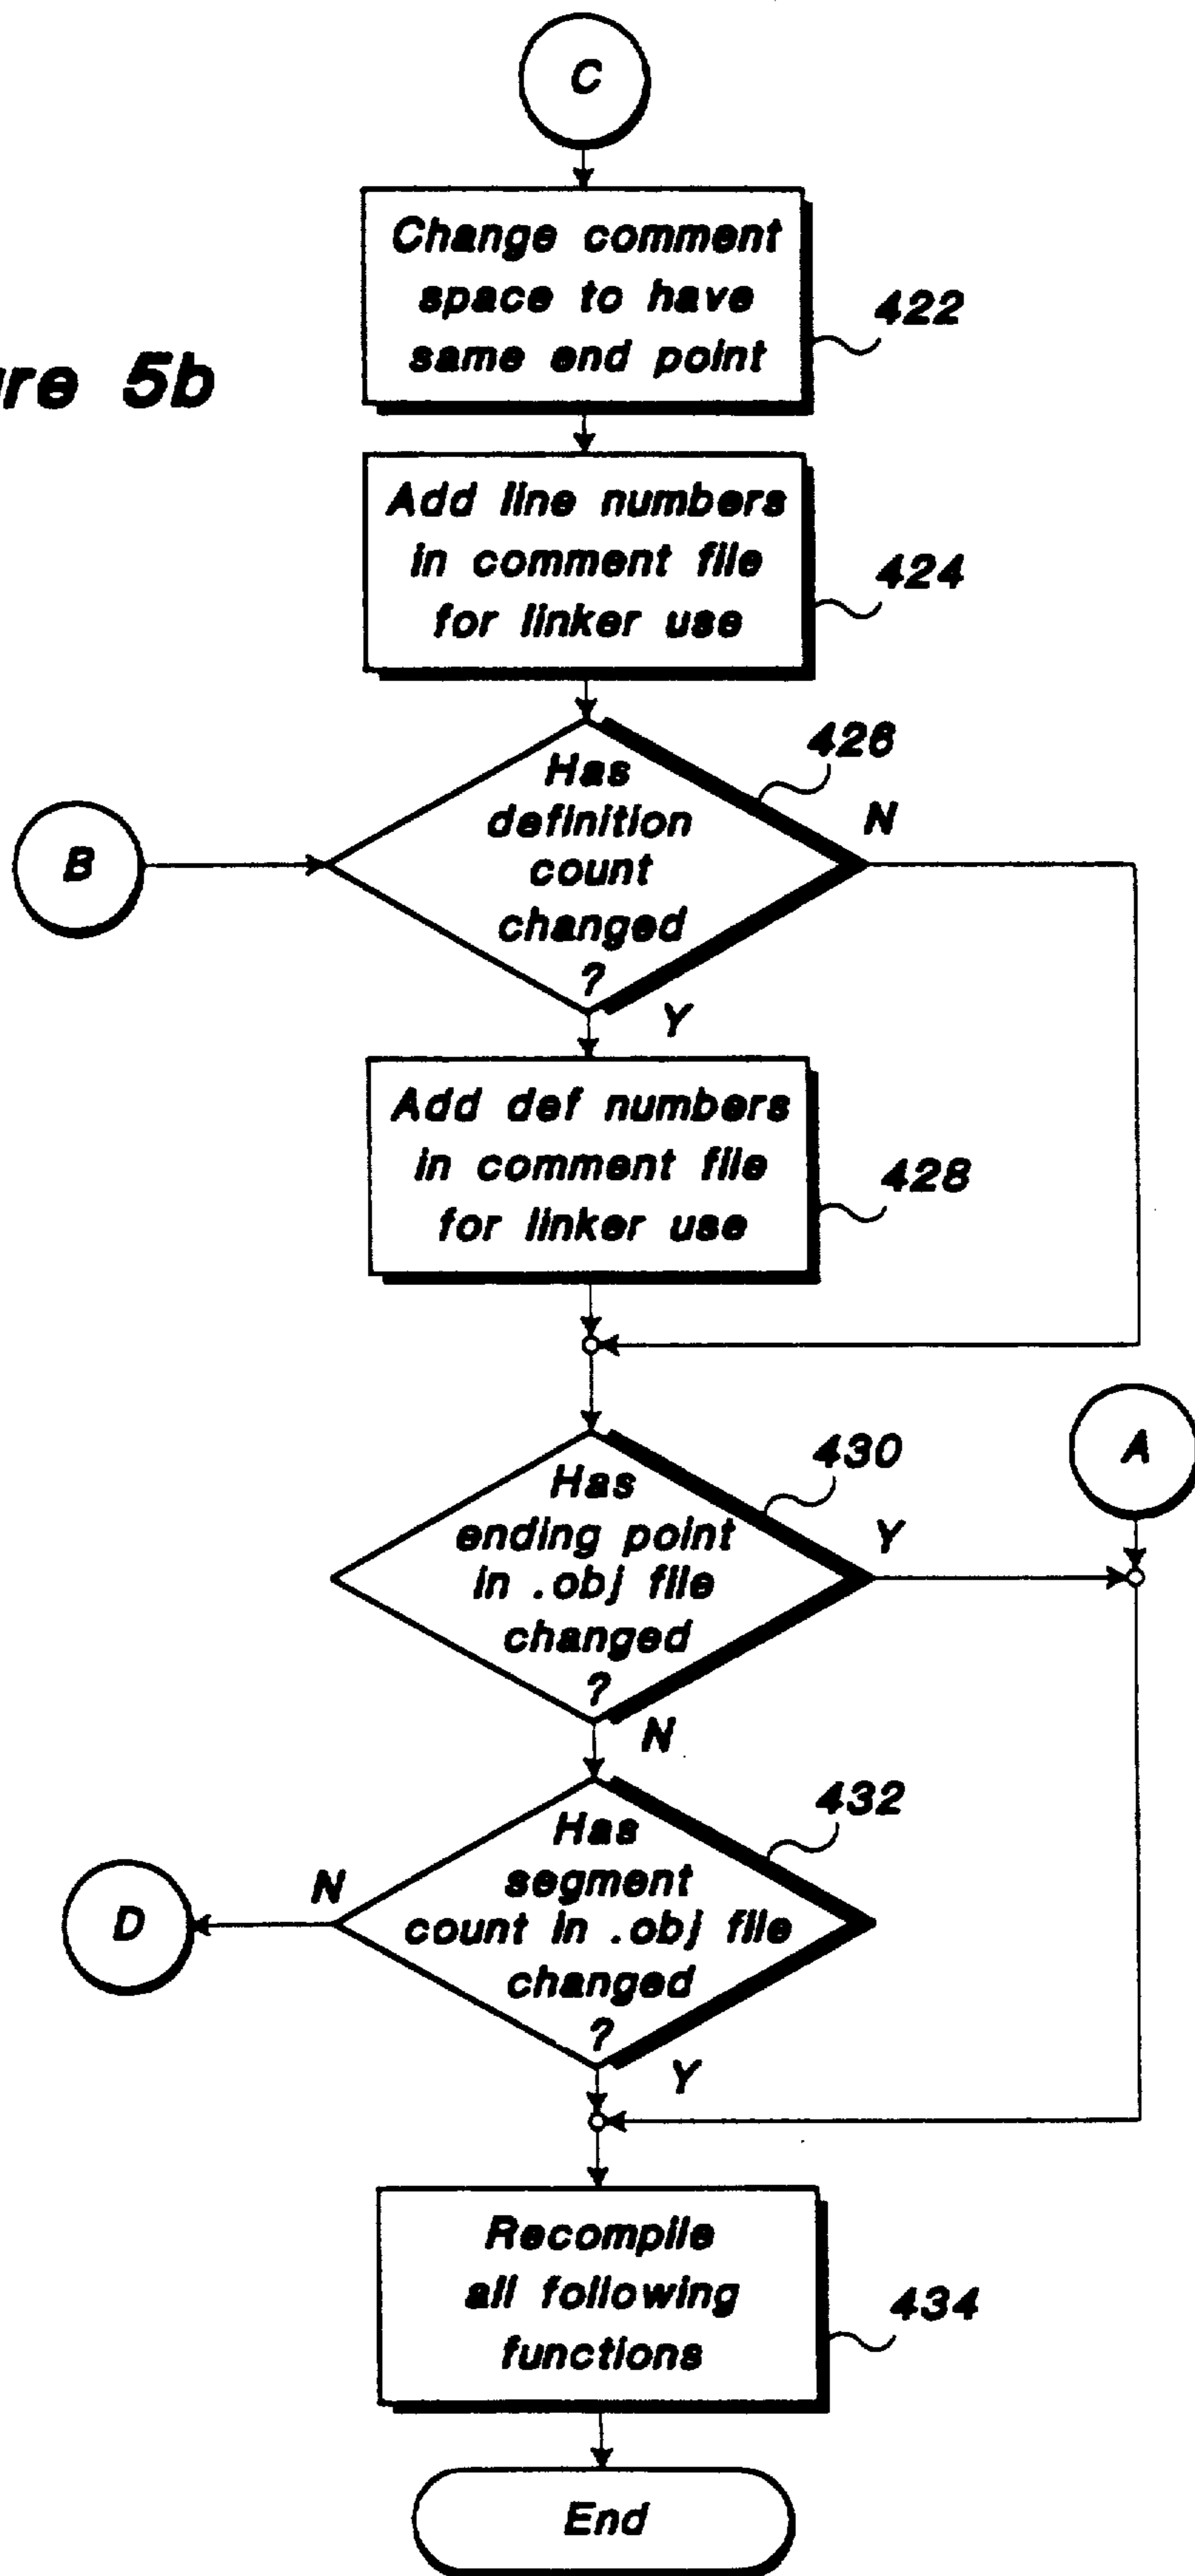 C
Change comment
space to have
same end point
422
ure 5b
Add line numbers
in comment file
for linker use
424
Has
definition
count
changed
?
426
N
B
Y
Add def numbers
in comment file
for linker use
428
A
Has
ending point
in .obj file
changed
?
430
Y
N
Has
segment
count in .obj file
changed
?
432
N
D
Y
Recompile
all following
functions
434
End